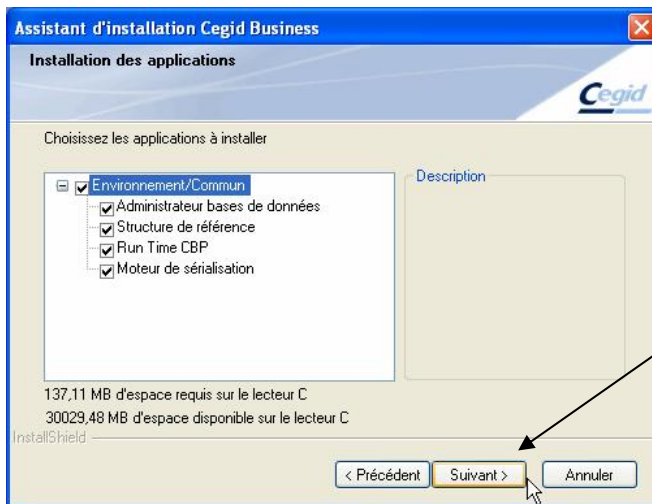 Assistant d'installation Cegid Business
Installation des applications
Cegid
Choisissez les applications à installer
Environnement/Commun
Administrateur bases de données
Structure de référence
Run Time CBP
Moteur de sérialisation
Description
137,11 MB d'espace requis sur le lecteur C
30029,48 MB d'espace disponible sur le lecteur C
InstallShield
< Précédent Suivant > Annuler